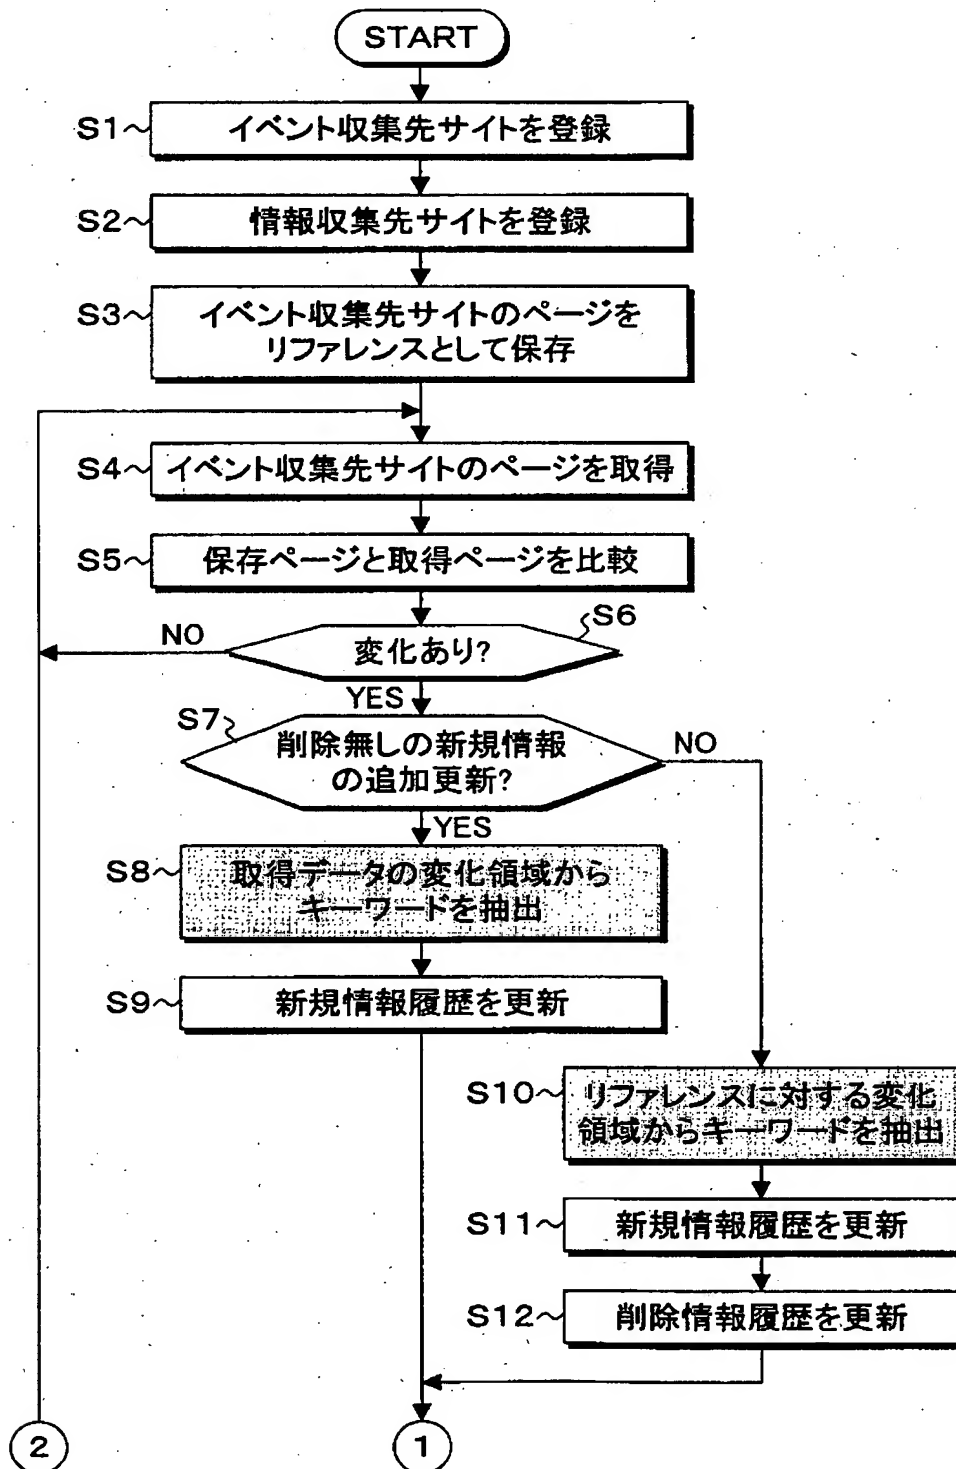 START
S1 イベント収集先サイトを登録
S2 情報収集先サイトを登録
S3 イベント収集先サイトのページを
リファレンスとして保存
S4 イベント収集先サイトのページを取得
S5 保存ページと取得ページを比較
S6
NO 変化あり?
YES
S7 削除無しの新規情報 NO
の追加更新?
YES
S8 取得データの変化領域から
キーワードを抽出
S9 新規情報履歴を更新
S10 リファレンスに対する変化
領域からキーワードを抽出
S11 新規情報履歴を更新
S12 削除情報履歴を更新
2 1